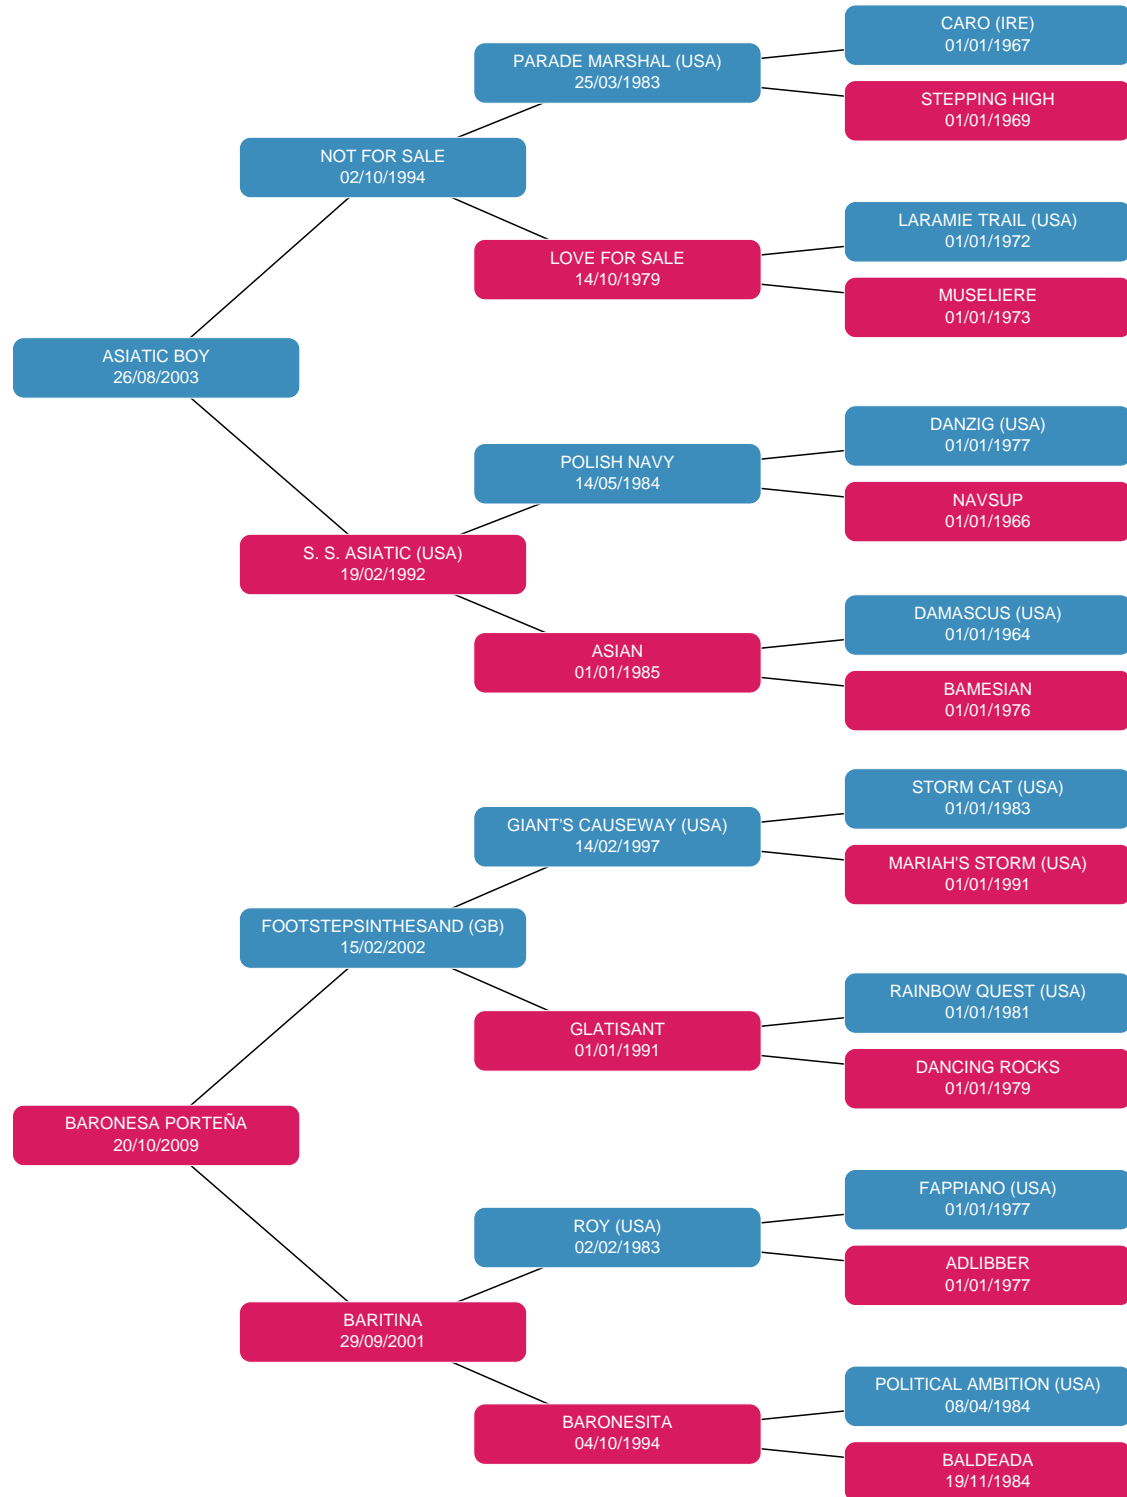 CARO (IRE)
01/01/1967
PARADE MARSHAL (USA)
25/03/1983
STEPPING HIGH
01/01/1969
NOT FOR SALE
02/10/1994
LARAMIE TRAIL (USA)
01/01/1972
LOVE FOR SALE
14/10/1979
MUSELIERE
01/01/1973
ASIATIC BOY
26/08/2003
DANZIG (USA)
01/01/1977
POLISH NAVY
14/05/1984
NAVSUP
01/01/1966
S. S. ASIATIC (USA)
19/02/1992
DAMASCUS (USA)
01/01/1964
ASIAN
01/01/1985
BAMESIAN
01/01/1976
STORM CAT (USA)
01/01/1983
GIANT'S CAUSEWAY (USA)
14/02/1997
MARIAH'S STORM (USA)
01/01/1991
FOOTSTEPSINTHESAND (GB)
15/02/2002
RAINBOW QUEST (USA)
01/01/1981
GLATISANT
01/01/1991
DANCING ROCKS
01/01/1979
BARONESA PORTEÑA
20/10/2009
FAPPIANO (USA)
01/01/1977
ROY (USA)
02/02/1983
ADLIBBER
01/01/1977
BARITINA
29/09/2001
POLITICAL AMBITION (USA)
08/04/1984
BARONESITA
04/10/1994
BALDEADA
19/11/1984